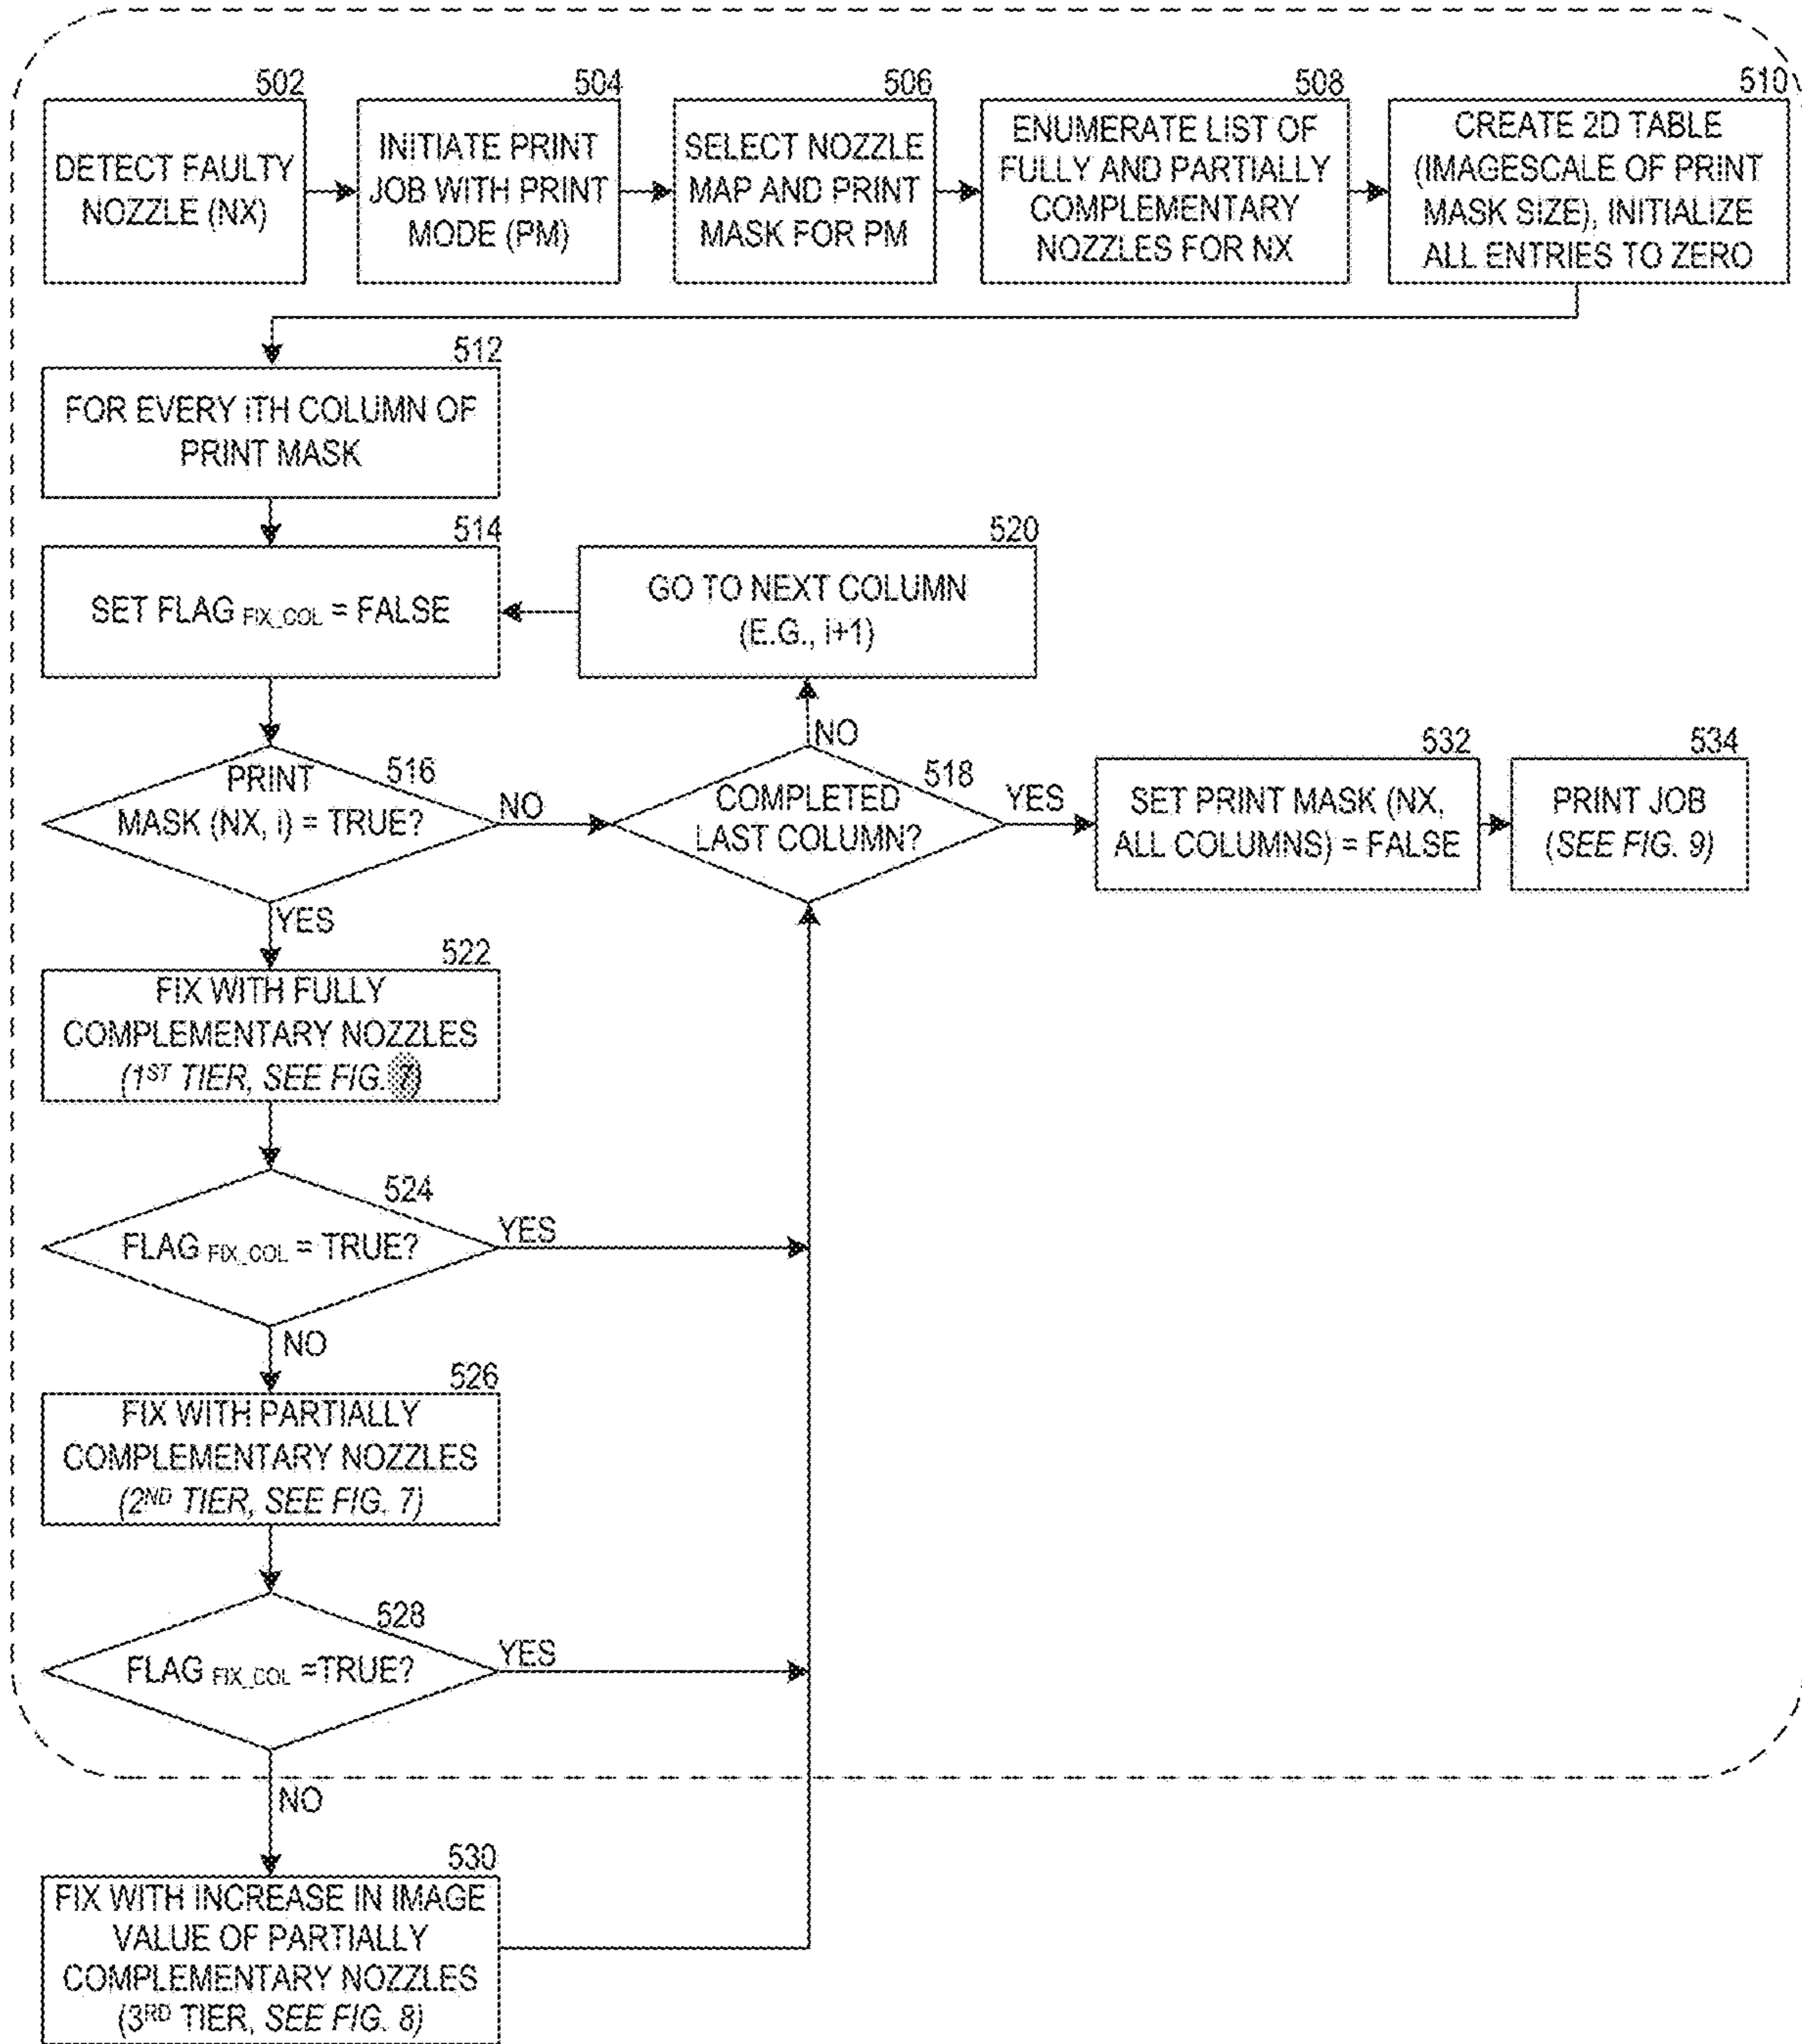 502
DETECT FAULTY
NOZZLE (NX)
504
INITIATE PRINT
JOB WITH PRINT
MODE (PM)
506
SELECT NOZZLE
MAP AND PRINT
MASK FOR PM
508
ENUMERATE LIST OF
FULLY AND PARTIALLY
COMPLEMENTARY
NOZZLES FOR NX
510
CREATE 2D TABLE
(IMAGESCALE OF PRINT
MASK SIZE), INITIALIZE
ALL ENTRIES TO ZERO
512
FOR EVERY iTH COLUMN OF
PRINT MASK
514
SET FLAG FIX_COL = FALSE
520
GO TO NEXT COLUMN
(E.G., i+1)
516
PRINT
MASK (NX, i) = TRUE?
NO
YES
518
COMPLETED
LAST COLUMN?
NO
YES
532
SET PRINT MASK (NX,
ALL COLUMNS) = FALSE
534
PRINT JOB
(SEE FIG. 9)
522
FIX WITH FULLY
COMPLEMENTARY NOZZLES
(1ST TIER, SEE FIG. 7)
524
FLAG FIX_COL = TRUE?
YES
NO
526
FIX WITH PARTIALLY
COMPLEMENTARY NOZZLES
(2ND TIER, SEE FIG. 7)
528
FLAG FIX_COL =TRUE?
YES
NO
530
FIX WITH INCREASE IN IMAGE
VALUE OF PARTIALLY
COMPLEMENTARY NOZZLES
(3RD TIER, SEE FIG. 8)